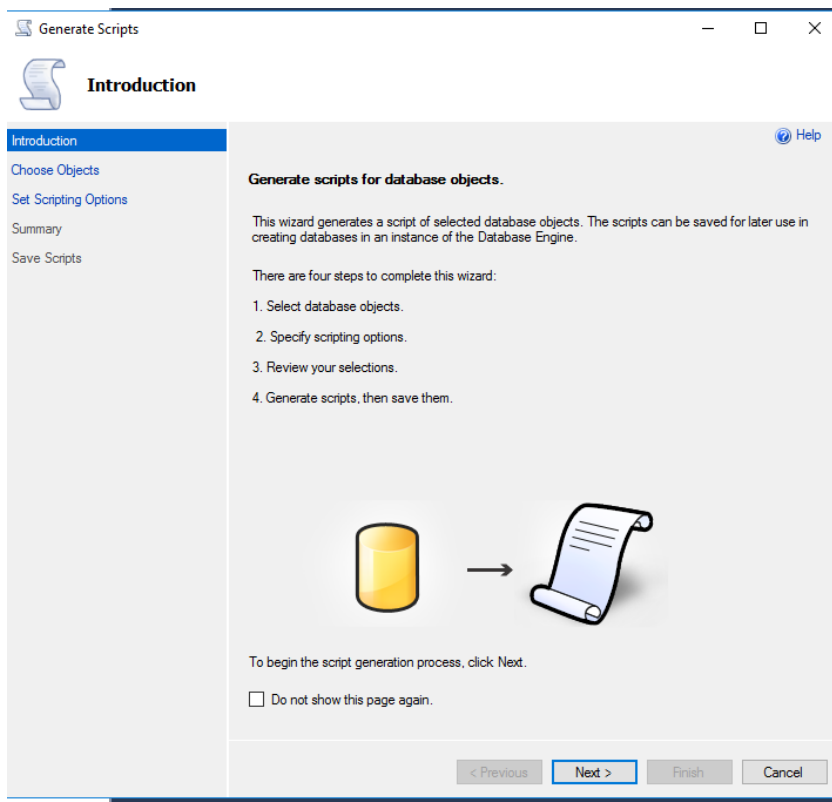 Generate Scripts
Introduction
Introduction
Choose Objects
Set Scripting Options
Summary
Save Scripts
Help
Generate scripts for database objects.
This wizard generates a script of selected database objects. The scripts can be saved for later use in
creating databases in an instance of the Database Engine.
There are four steps to complete this wizard:
1. Select database objects.
2. Specify scripting options.
3. Review your selections.
4. Generate scripts, then save them.
To begin the script generation process, click Next.
Do not show this page again.
< Previous
Next >
Finish
Cancel